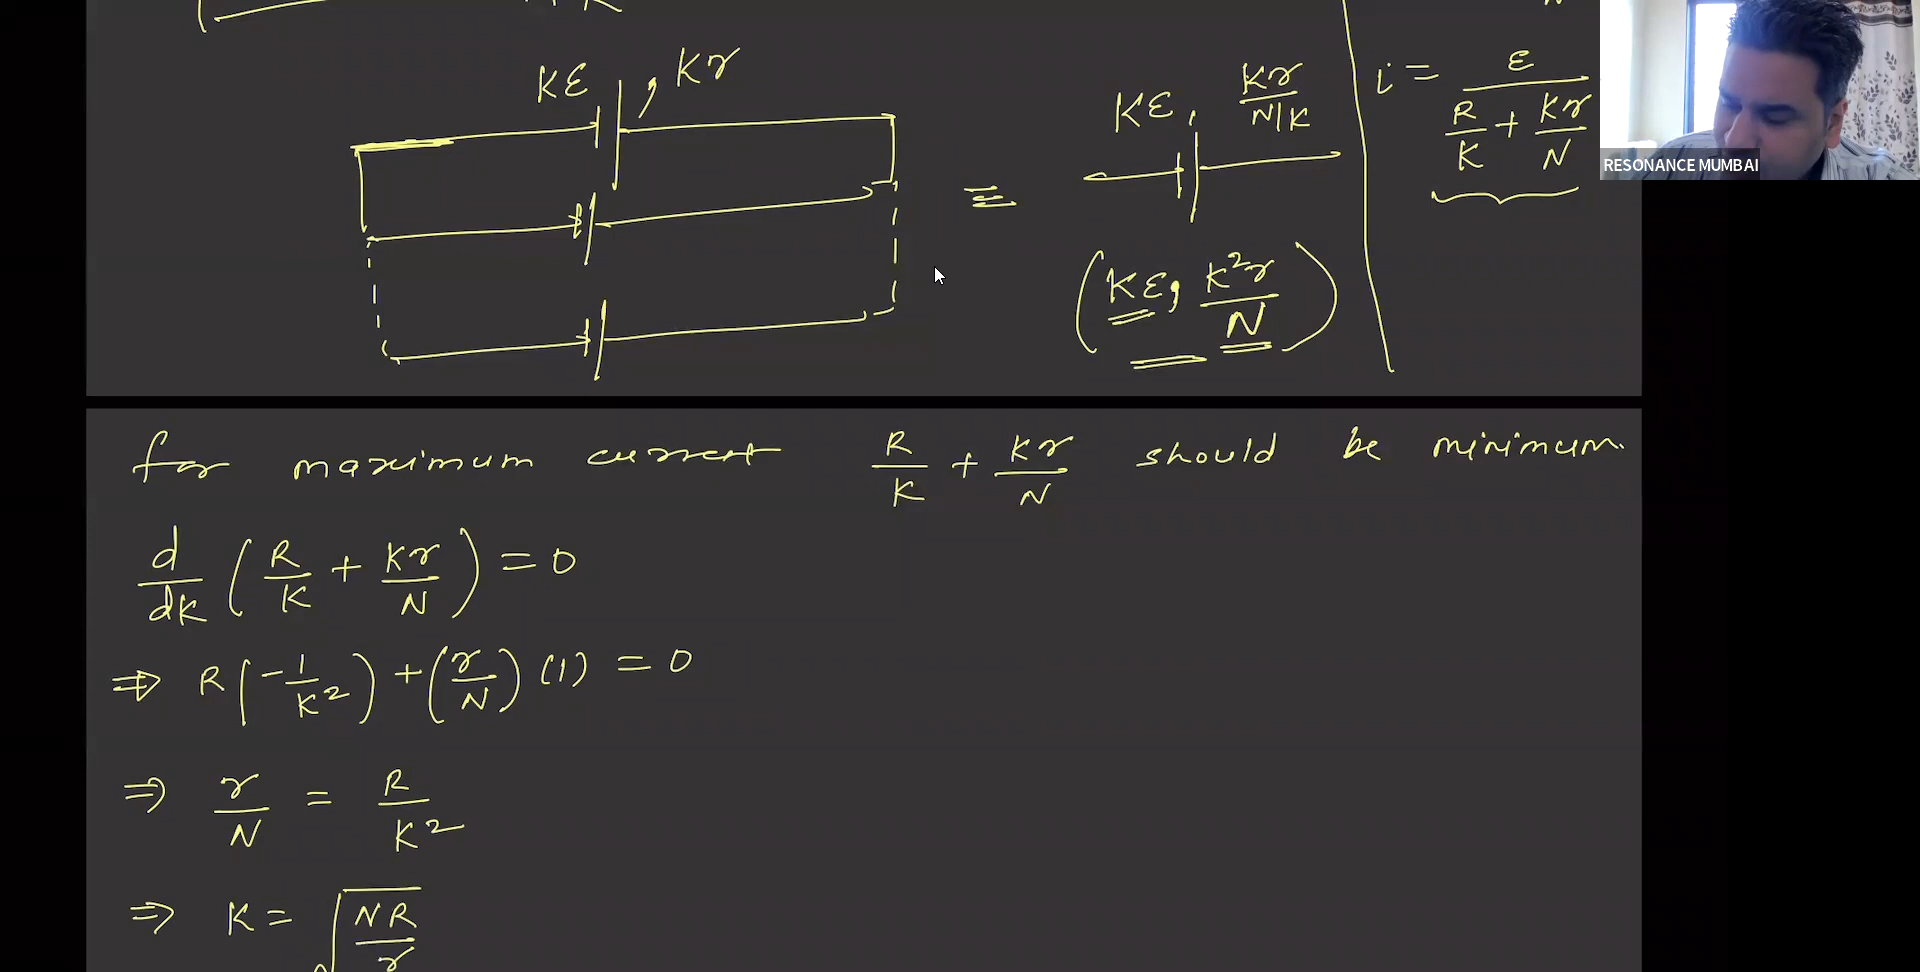 Kε, Kr
Kε, Kr/(N/K)
≡
(Kε, K²r/N)
i = ε/(R/K + Kr/N)
RESONANCE MUMBAI
for maximum current R/K + Kr/N should be minimum.
d/dK (R/K + Kr/N) = 0
⇒ R(-1/K²) + (r/N)(1) = 0
⇒ r/N = R/K²
⇒ K = √(NR/r)